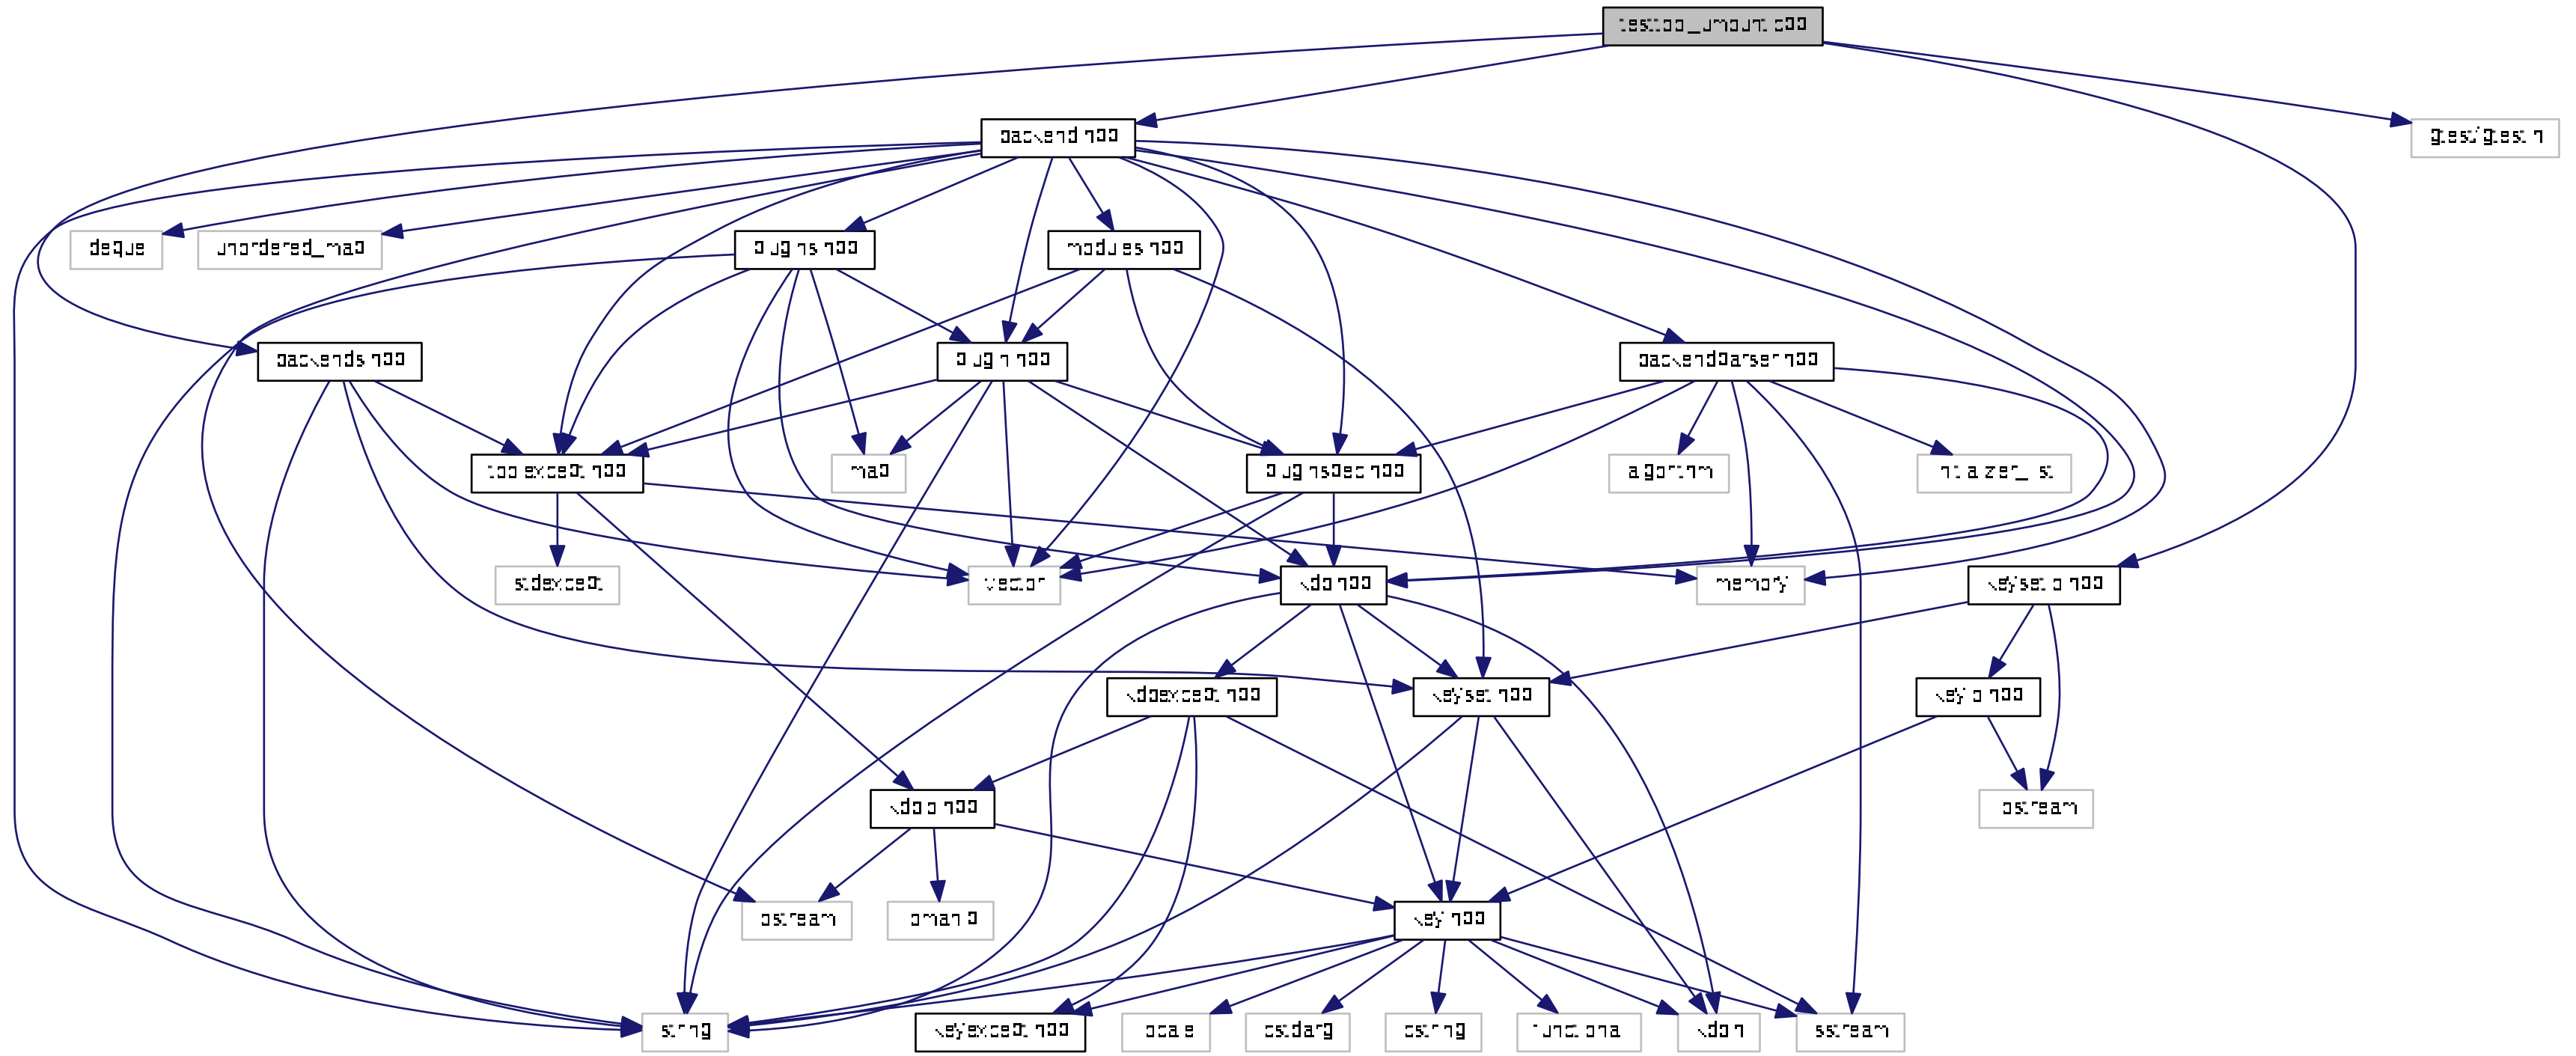 testtool_umount.cpp
backend.hpp
gtest/gtest.h
deque
unordered_map
plugins.hpp
modules.hpp
backends.hpp
plugin.hpp
backendparser.hpp
toolexcept.hpp
map
pluginspec.hpp
algorithm
initializer_list
stdexcept
vector
kdb.hpp
memory
keysetio.hpp
kdbexcept.hpp
keyset.hpp
keyio.hpp
kdbio.hpp
iostream
ostream
iomanip
key.hpp
string
keyexcept.hpp
locale
cstdarg
cstring
functional
kdb.h
sstream